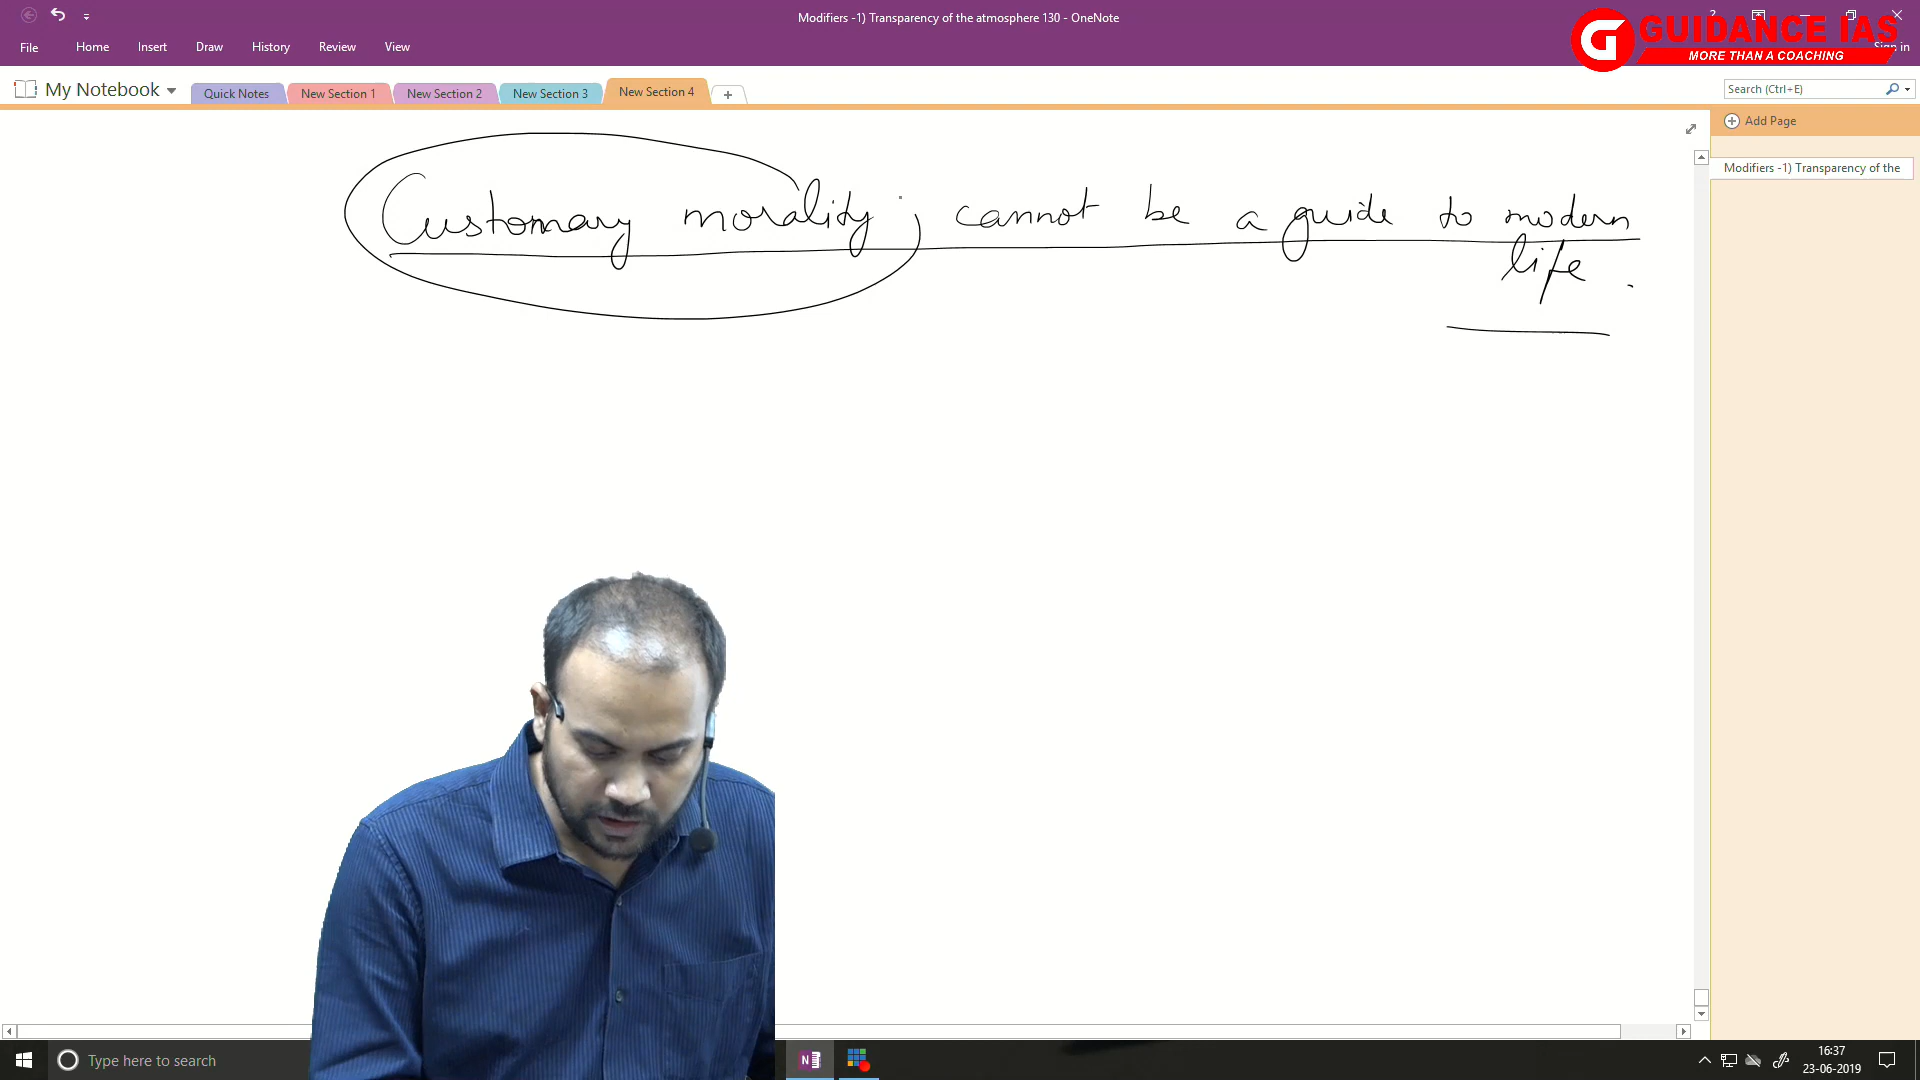 Modifiers -1) Transparency of the atmosphere 130 - OneNote
?
File Home Insert Draw History Review View
GUIDANCE IAS
MORE THAN A COACHING
Sign in
My Notebook
Quick Notes New Section 1 New Section 2 New Section 3 New Section 4 +
Search (Ctrl+E)
Add Page
Modifiers -1) Transparency of the
Customary morality, cannot be a guide to modern
life.
Type here to search
N
16:37
23-06-2019